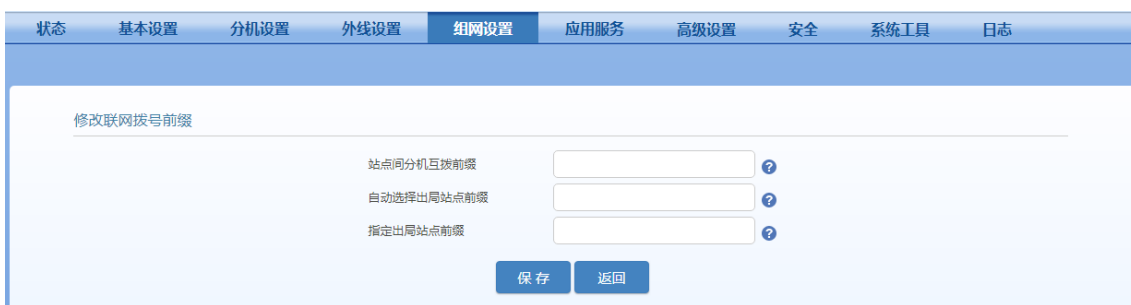 状态 基本设置 分机设置 外线设置 组网设置 应用服务 高级设置 安全 系统工具 日志
修改联网拨号前缀
站点间分机互拨前缀
自动选择出局站点前缀
指定出局站点前缀
保存 返回